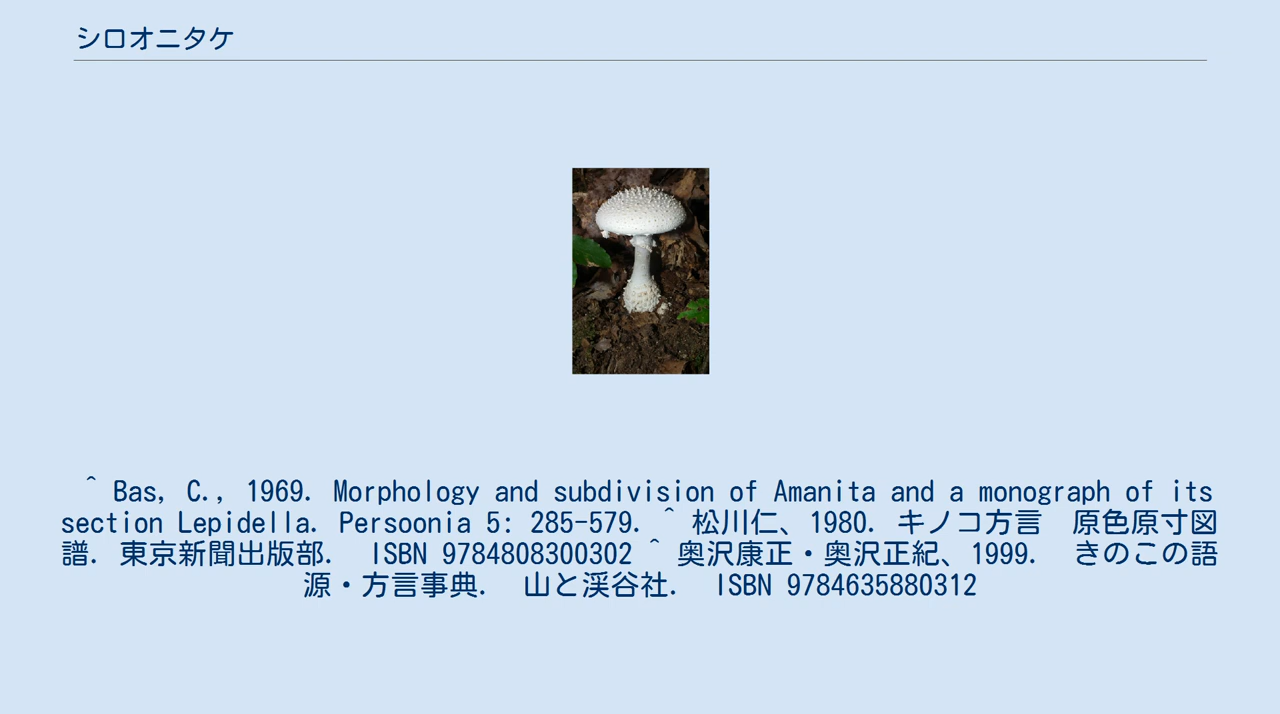 シロオニタケ
^ Bas, C., 1969. Morphology and subdivision of Amanita and a monograph of its
section Lepidella. Persoonia 5: 285-579. ^ 松川仁、1980. キノコ方言　原色原寸図
譜. 東京新聞出版部.　ISBN 9784808300302 ^ 奥沢康正・奥沢正紀、1999.　きのこの語
源・方言事典.　山と渓谷社.　ISBN 9784635880312